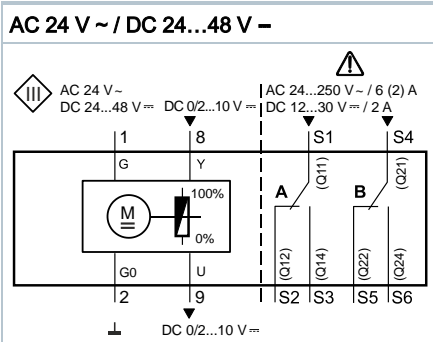 AC 24 V ~ / DC 24...48 V ⎓
III
AC 24 V~
DC 24...48 V ⎓
DC 0/2...10 V ⎓
AC 24...250 V~ / 6 (2) A
DC 12...30 V ⎓ / 2 A
1 8 S1 S4
G Y (Q11) (Q21)
100%
A B
M
0%
(Q12) (Q14) (Q22) (Q24)
G0 U
2 9 S2 S3 S5 S6
DC 0/2...10 V ⎓